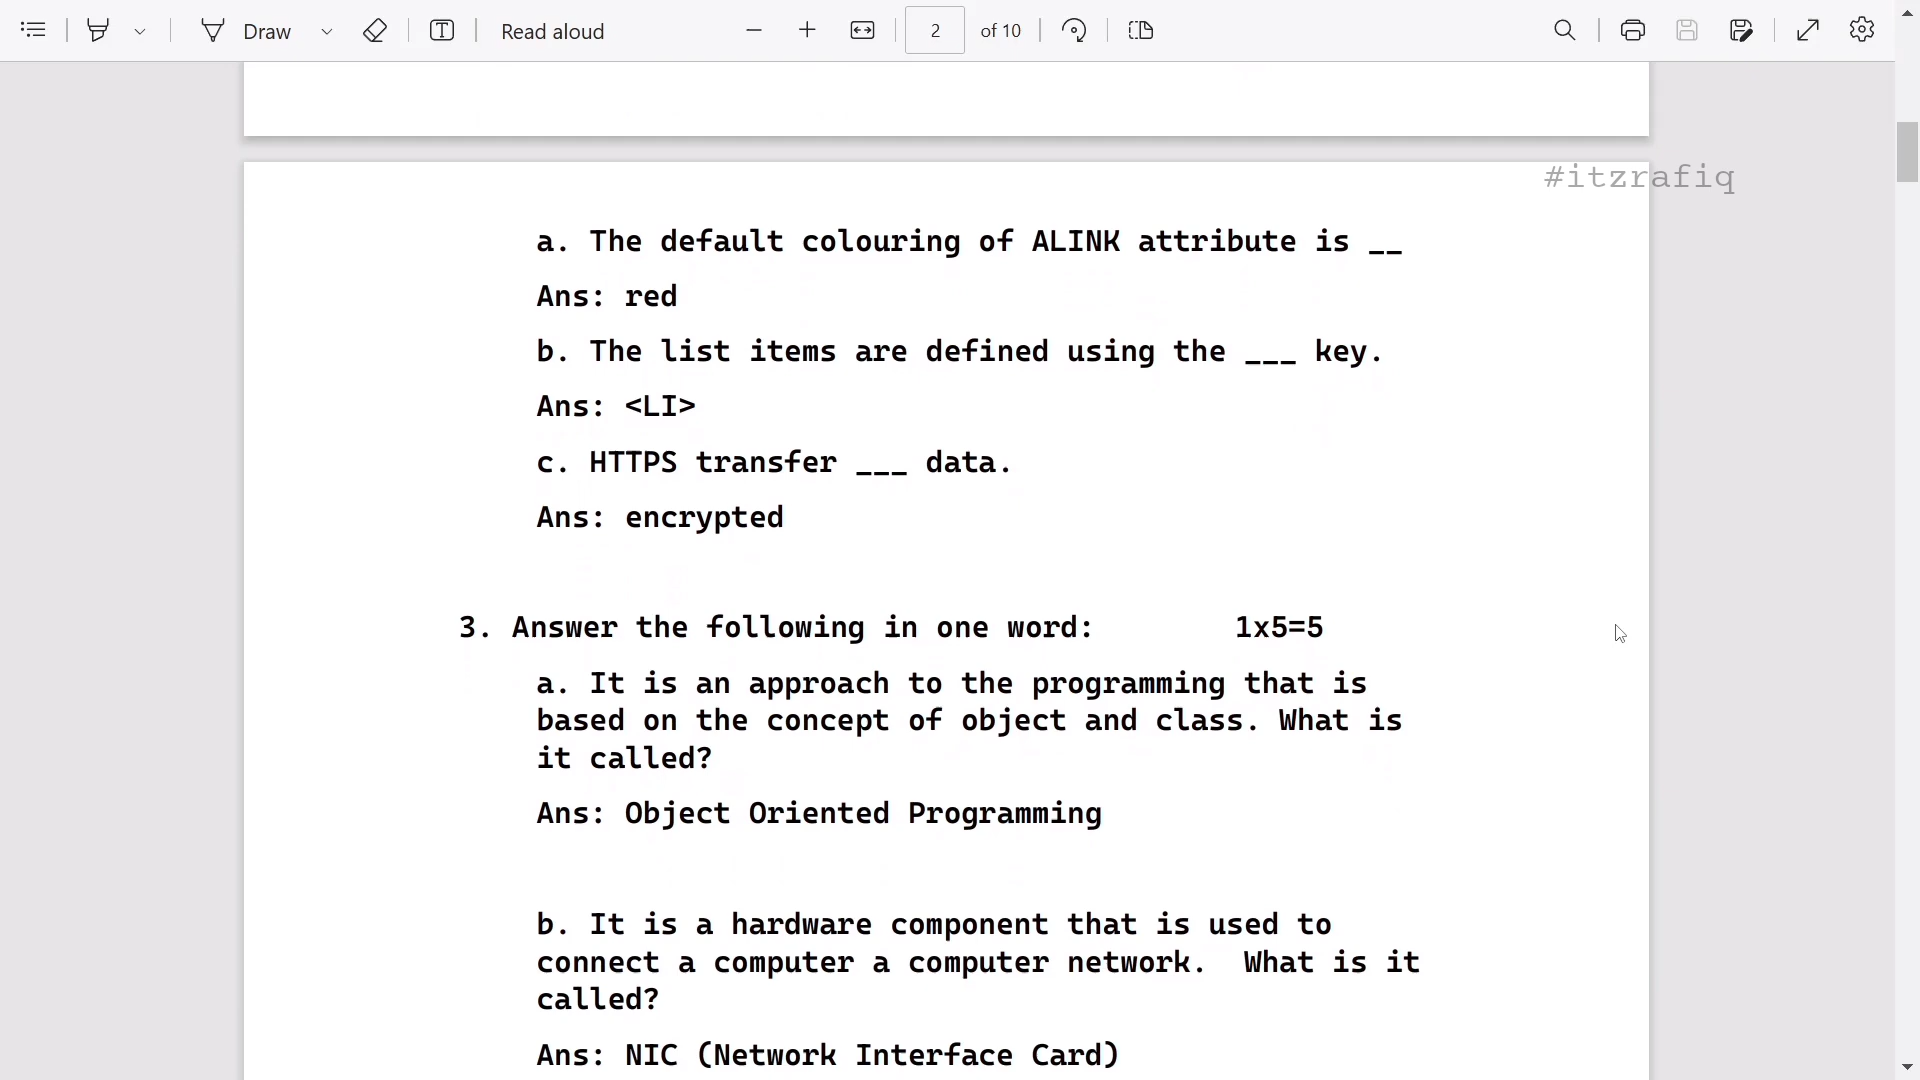 Draw
Read aloud
2 of 10
#itzrafiq
a. The default colouring of ALINK attribute is __
Ans: red
b. The list items are defined using the ___ key.
Ans: <LI>
c. HTTPS transfer ___ data.
Ans: encrypted
3. Answer the following in one word: 1x5=5
a. It is an approach to the programming that is
based on the concept of object and class. What is
it called?
Ans: Object Oriented Programming
b. It is a hardware component that is used to
connect a computer a computer network. What is it
called?
Ans: NIC (Network Interface Card)